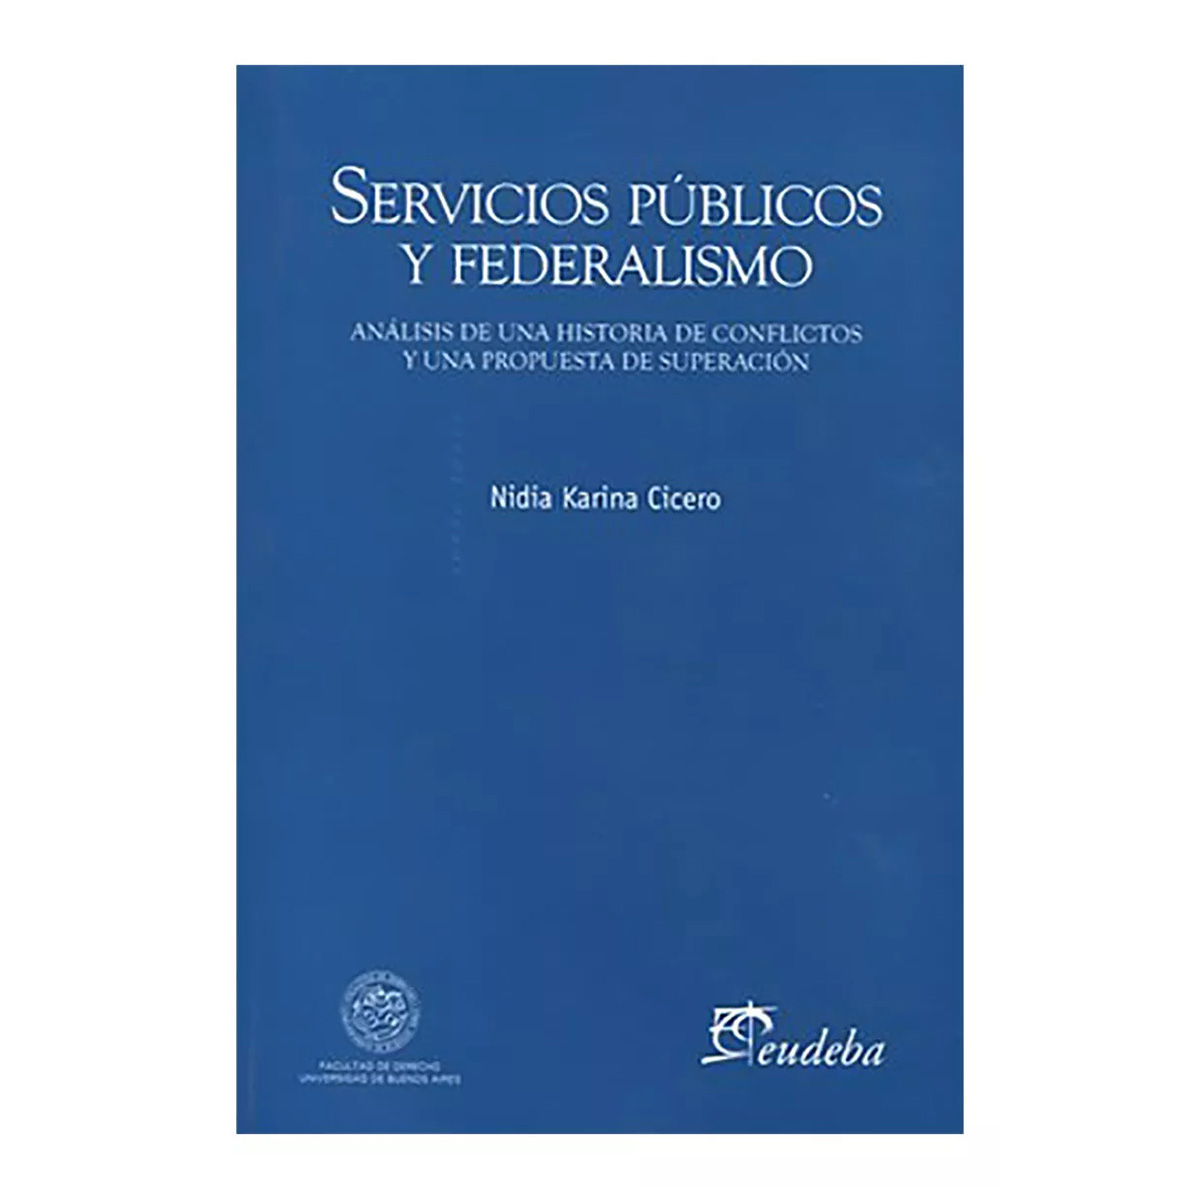 SERVICIOS PÚBLICOS
Y FEDERALISMO
ANÁLISIS DE UNA HISTORIA DE CONFLICTOS
Y UNA PROPUESTA DE SUPERACIÓN
Nidia Karina Cicero
FACULTAD DE DERECHO
UNIVERSIDAD DE BUENOS AIRES
eudeba